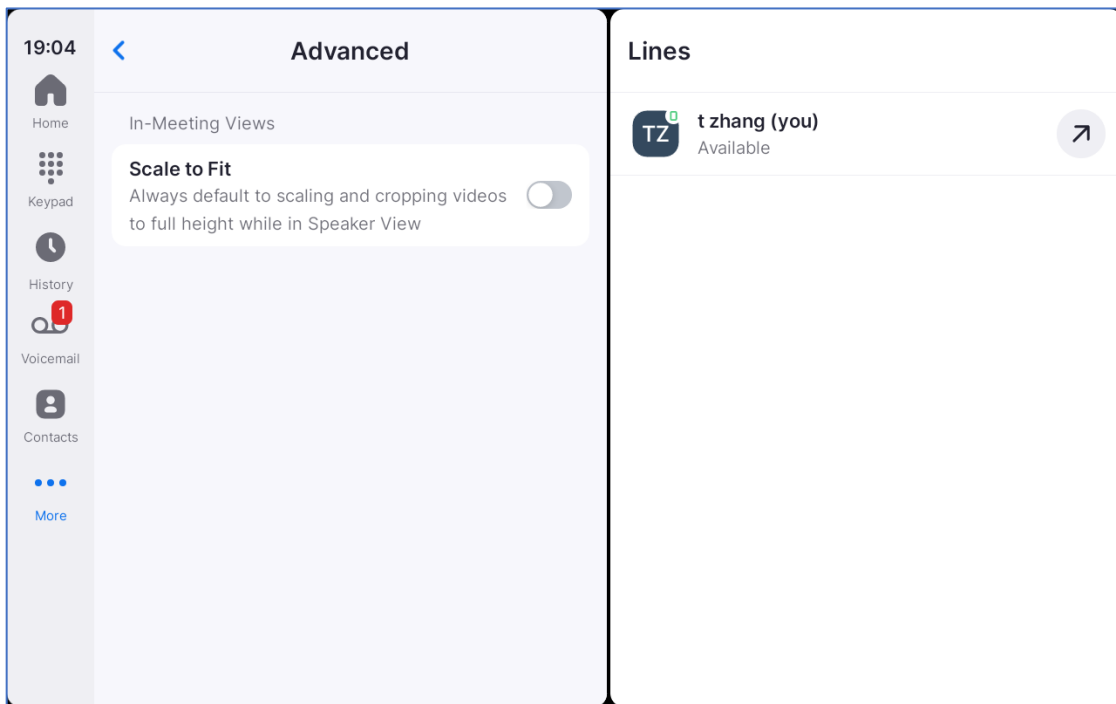 19:04
Home
Keypad
History
1
Voicemail
Contacts
More
Advanced
In-Meeting Views
Scale to Fit
Always default to scaling and cropping videos
to full height while in Speaker View
Lines
TZ
t zhang (you)
Available